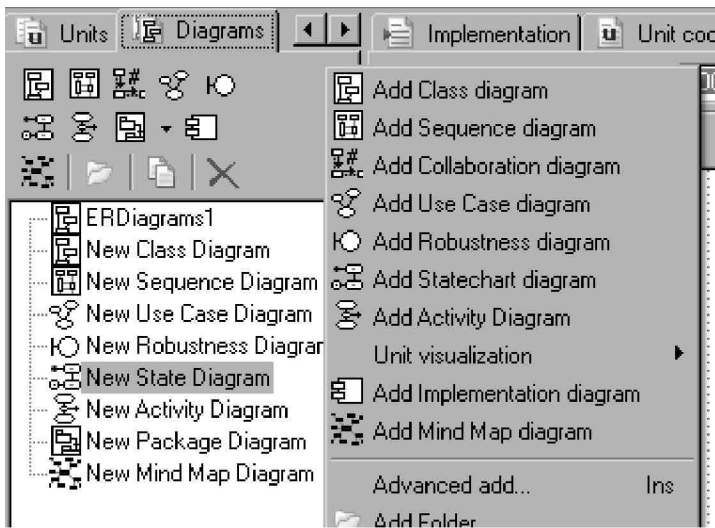 Units Diagrams Implementation Unit
ERDiagrams1
New Class Diagram
New Sequence Diagram
New Use Case Diagram
New Robustness Diagrar
New State Diagram
New Activity Diagram
New Package Diagram
New Mind Map Diagram
Add Class diagram
Add Sequence diagram
Add Collaboration diagram
Add Use Case diagram
Add Robustness diagram
Add Statechart diagram
Add Activity Diagram
Unit visualization
Add Implementation diagram
Add Mind Map diagram
Advanced add... Ins
Add Folder